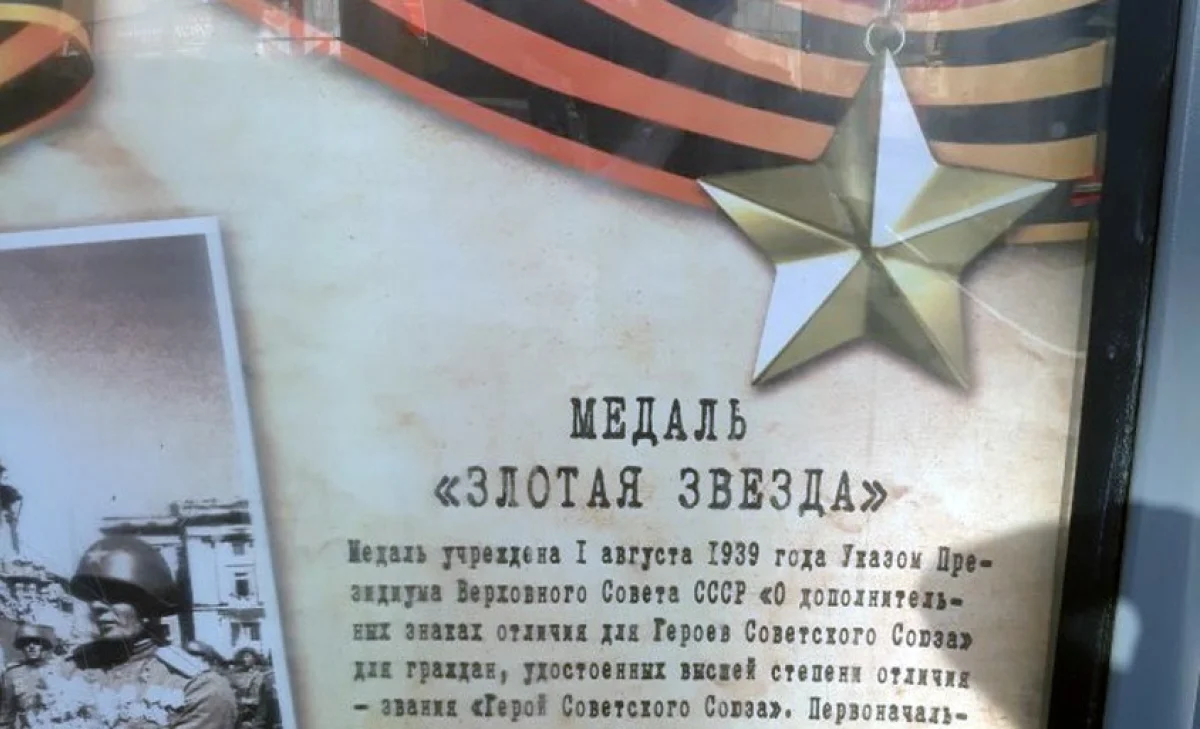 МЕДАЛЬ
«ЗЛОТАЯ ЗВЕЗДА»
Медаль учреждена I августа 1939 года Указом Пре-
зидиума Верховного Совета СССР «О дополнитель-
ных знаках отличия для Героев Советского Союза»
для граждан, удостоенных высшей степени отличия
– звания «Герой Советского Союза». Первоначаль-